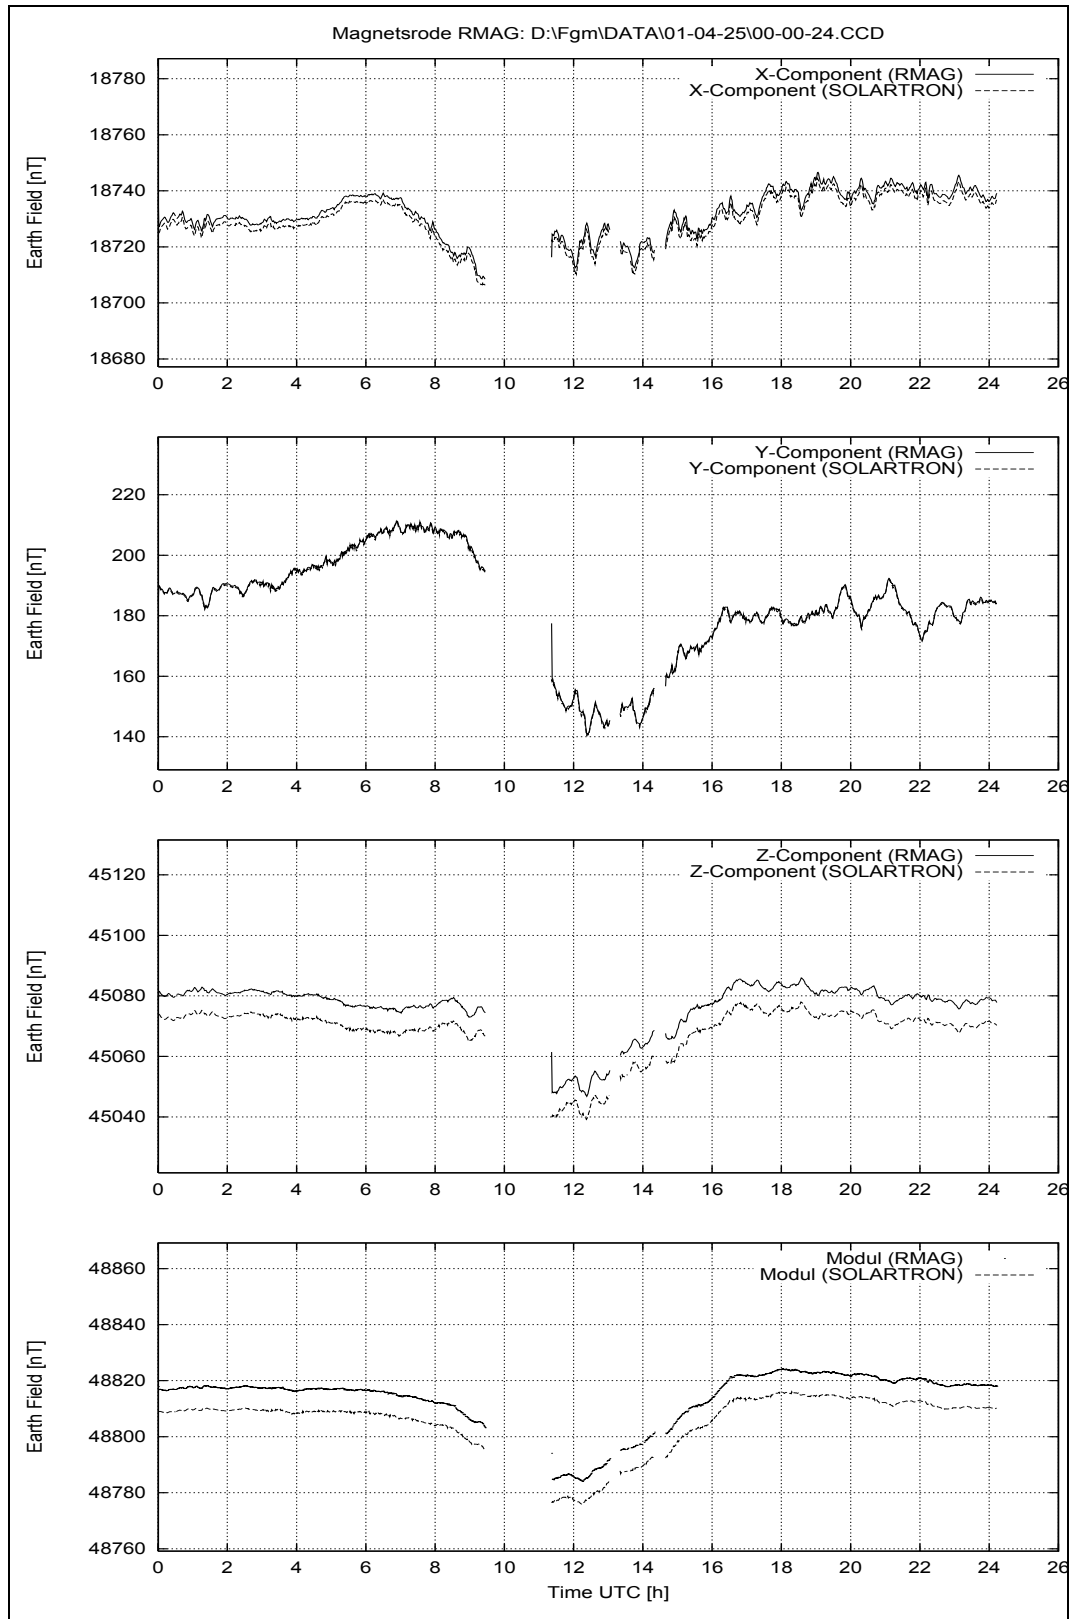 Magnetsrode RMAG: D:\Fgm\DATA\01-04-25\00-00-24.CCD
X-Component (RMAG)
X-Component (SOLARTRON)
Earth Field [nT]
18780
18760
18740
18720
18700
18680
0 2 4 6 8 10 12 14 16 18 20 22 24 26
Y-Component (RMAG)
Y-Component (SOLARTRON)
Earth Field [nT]
220
200
180
160
140
0 2 4 6 8 10 12 14 16 18 20 22 24 26
Z-Component (RMAG)
Z-Component (SOLARTRON)
Earth Field [nT]
45120
45100
45080
45060
45040
0 2 4 6 8 10 12 14 16 18 20 22 24 26
Modul (RMAG)
Modul (SOLARTRON)
Earth Field [nT]
48860
48840
48820
48800
48780
48760
0 2 4 6 8 10 12 14 16 18 20 22 24 26
Time UTC [h]